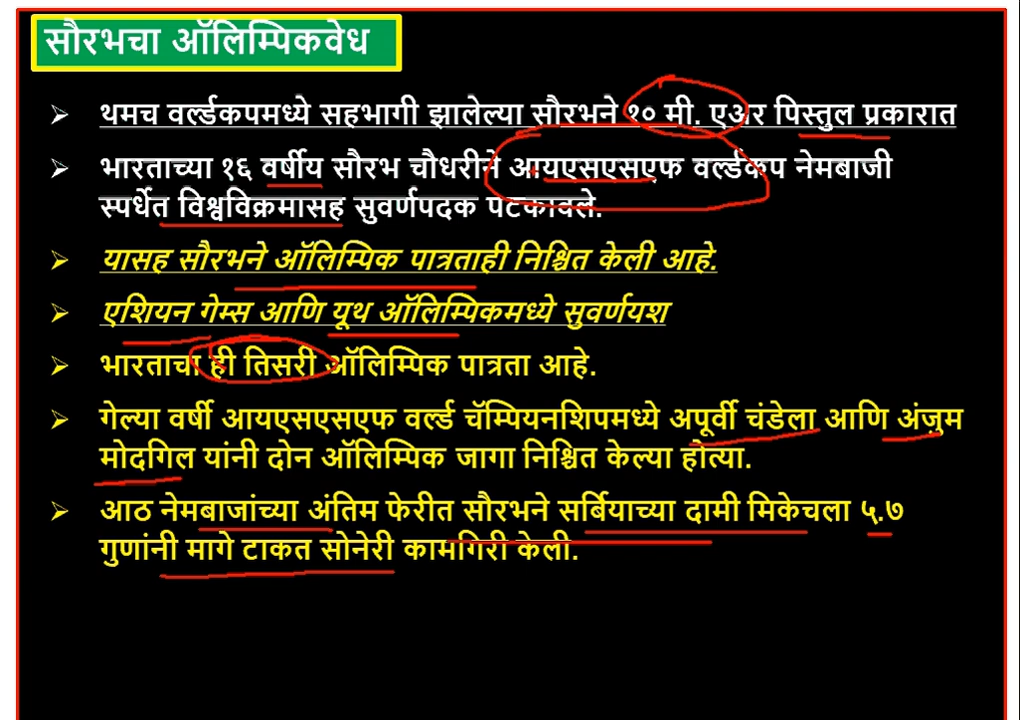 सौरभचा ऑलिम्पिकवेध
थमच वर्ल्डकपमध्ये सहभागी झालेल्या सौरभने १० मी. एअर पिस्तुल प्रकारात
भारताच्या १६ वर्षीय सौरभ चौधरीने आयएसएसएफ वर्ल्डकप नेमबाजी
स्पर्धेत विश्वविक्रमासह सुवर्णपदक पटकावले.
यासह सौरभने ऑलिम्पिक पात्रताही निश्चित केली आहे.
एशियन गेम्स आणि यूथ ऑलिम्पिकमध्ये सुवर्णयश
भारताचा ही तिसरी ऑलिम्पिक पात्रता आहे.
गेल्या वर्षी आयएसएसएफ वर्ल्ड चॅम्पियनशिपमध्ये अपूर्वी चंडेला आणि अंजुम
मोदगिल यांनी दोन ऑलिम्पिक जागा निश्चित केल्या होत्या.
आठ नेमबाजांच्या अंतिम फेरीत सौरभने सर्बियाच्या दामी मिकेचला ५.७
गुणांनी मागे टाकत सोनेरी कामगिरी केली.